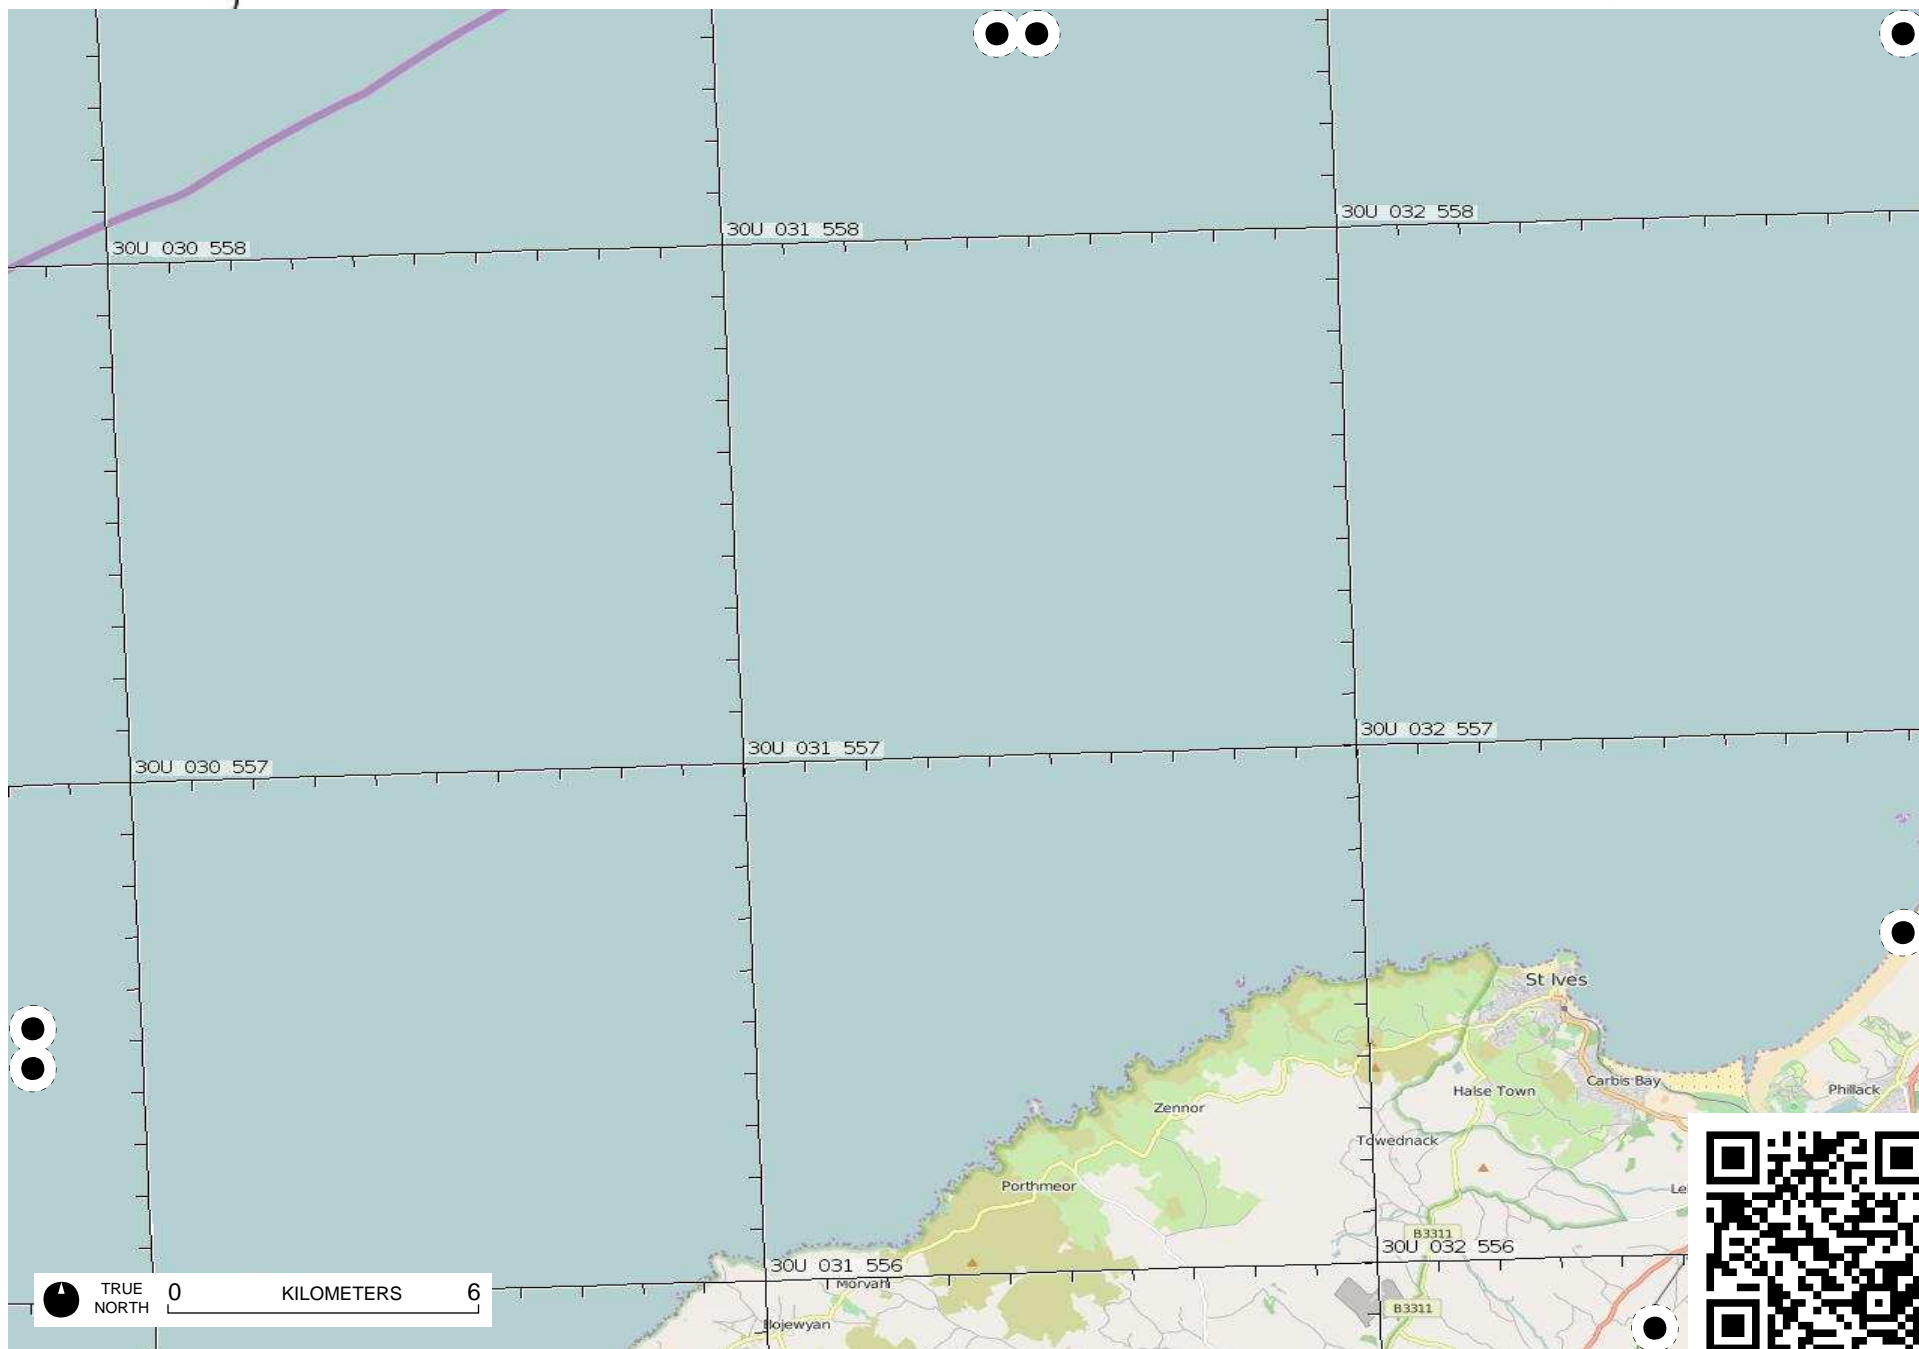 30U 032 558
30U 031 558
30U 030 558
30U 032 557
30U 031 557
30U 030 557
St Ives
Carbis Bay
Halse Town
Phillack
Zennor
Towednack
Porthmeor
B3311
30U 032 556
30U 031 556
Morvah
TRUE NORTH
0 KILOMETERS 6
B3311
Bojewyan